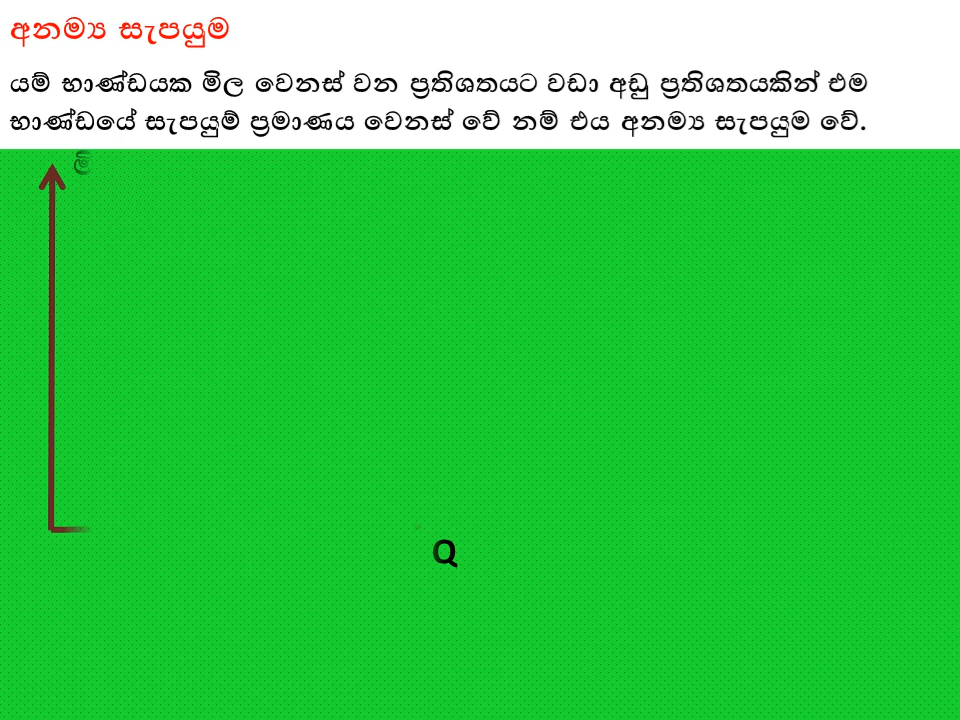 අනම්‍ය සැපයුම
යම් භාණ්ඩයක මිල වෙනස් වන ප්‍රතිශතයට වඩා අඩු ප්‍රතිශතයකින් එම
භාණ්ඩයේ සැපයුම් ප්‍රමාණය වෙනස් වේ නම් එය අනම්‍ය සැපයුම වේ.
Q